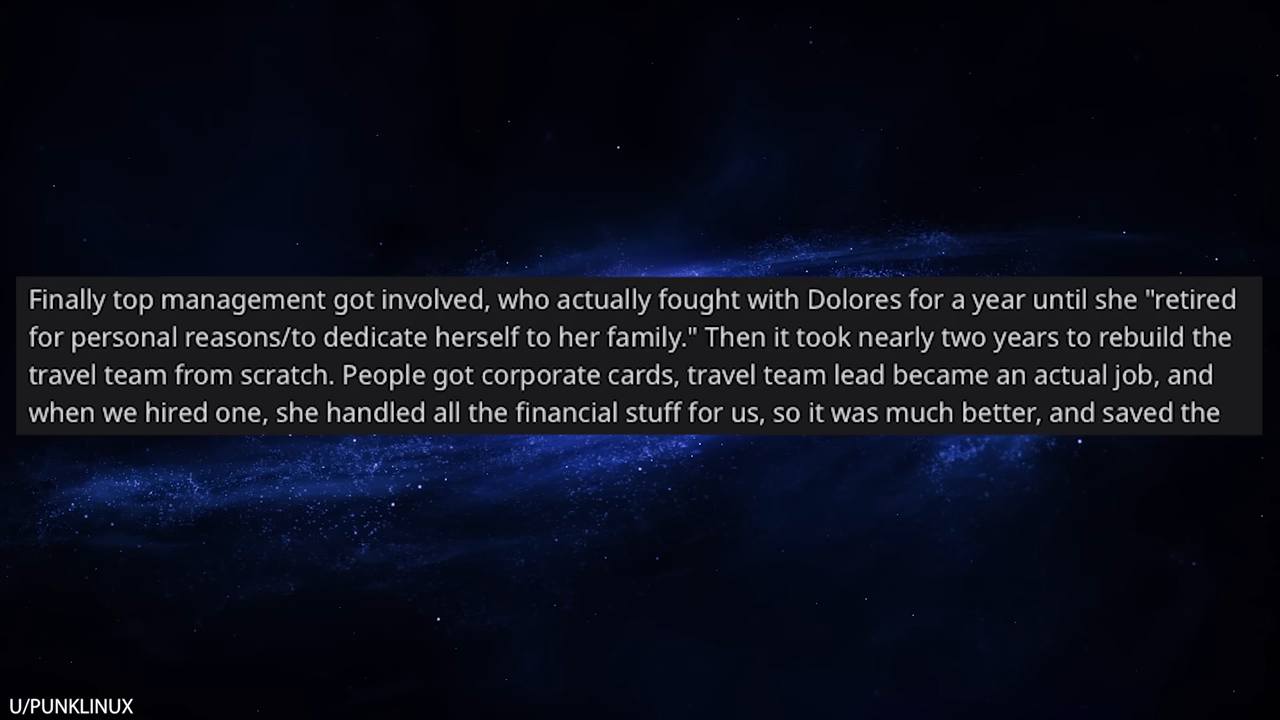 Finally top management got involved, who actually fought with Dolores for a year until she "retired
for personal reasons/to dedicate herself to her family." Then it took nearly two years to rebuild the
travel team from scratch. People got corporate cards, travel team lead became an actual job, and
when we hired one, she handled all the financial stuff for us, so it was much better, and saved the
U/PUNKLINUX